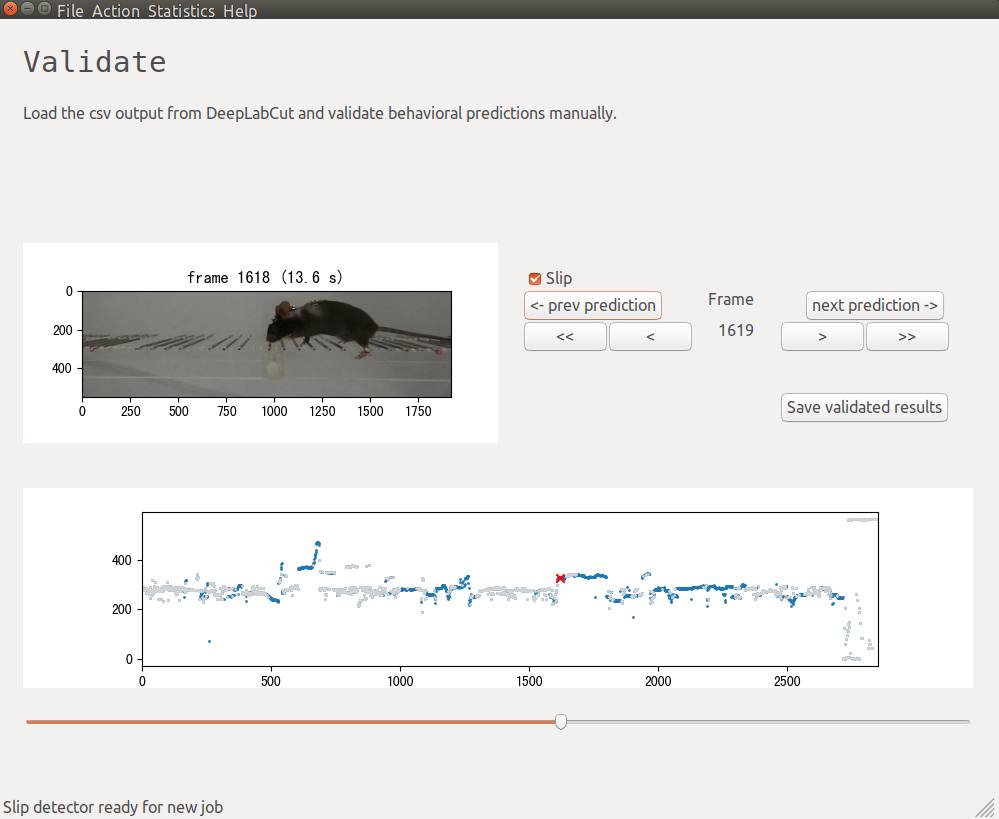 File Action Statistics Help
Validate
Load the csv output from DeepLabCut and validate behavioral predictions manually.
frame 1618 (13.6 s)
0
200
400
0 250 500 750 1000 1250 1500 1750
Slip
<- prev prediction
Frame
next prediction ->
<<
<
1619
>
>>
Save validated results
400
200
0
0 500 1000 1500 2000 2500
Slip detector ready for new job